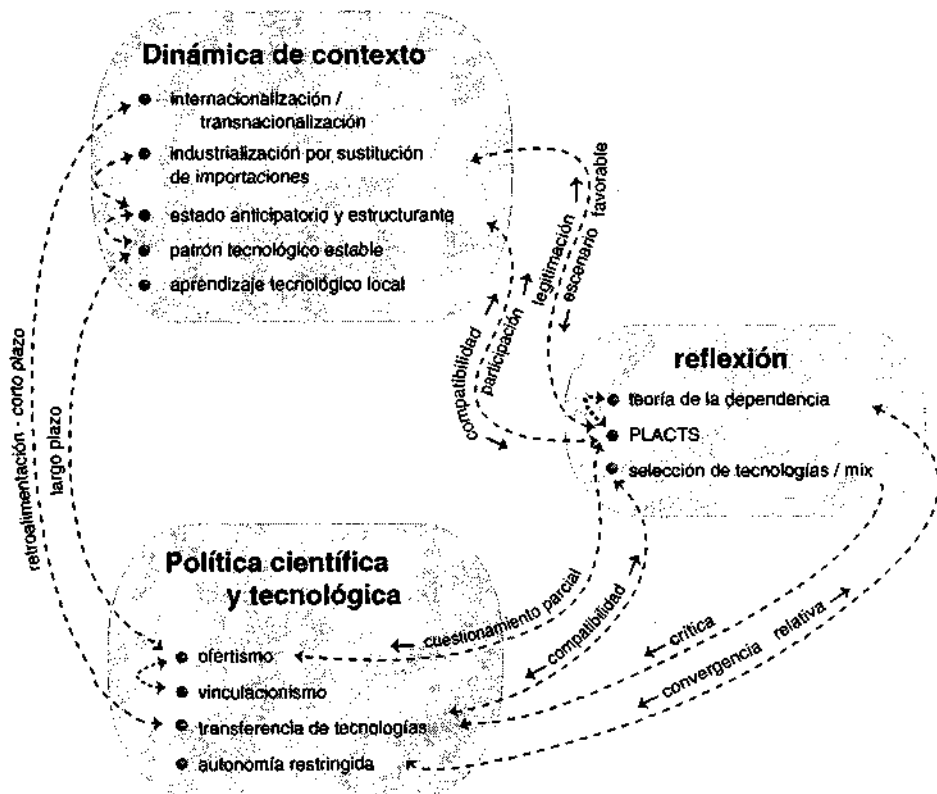 Dinámica de contexto
internacionalización /
transnacionalización
industrialización por sustitución
de importaciones
estado anticipatorio y estructurante
patrón tecnológico estable
aprendizaje tecnológico local
retroalimentación - corto plazo
largo plazo
compatibilidad
participación
legitimación
escenario favorable
reflexión
teoría de la dependencia
PLACTS
selección de tecnologías / mix
Política científica
y tecnológica
ofertismo
vinculacionismo
transferencia de tecnologías
autonomía restringida
cuestionamiento parcial
compatibilidad
crítica
convergencia relativa